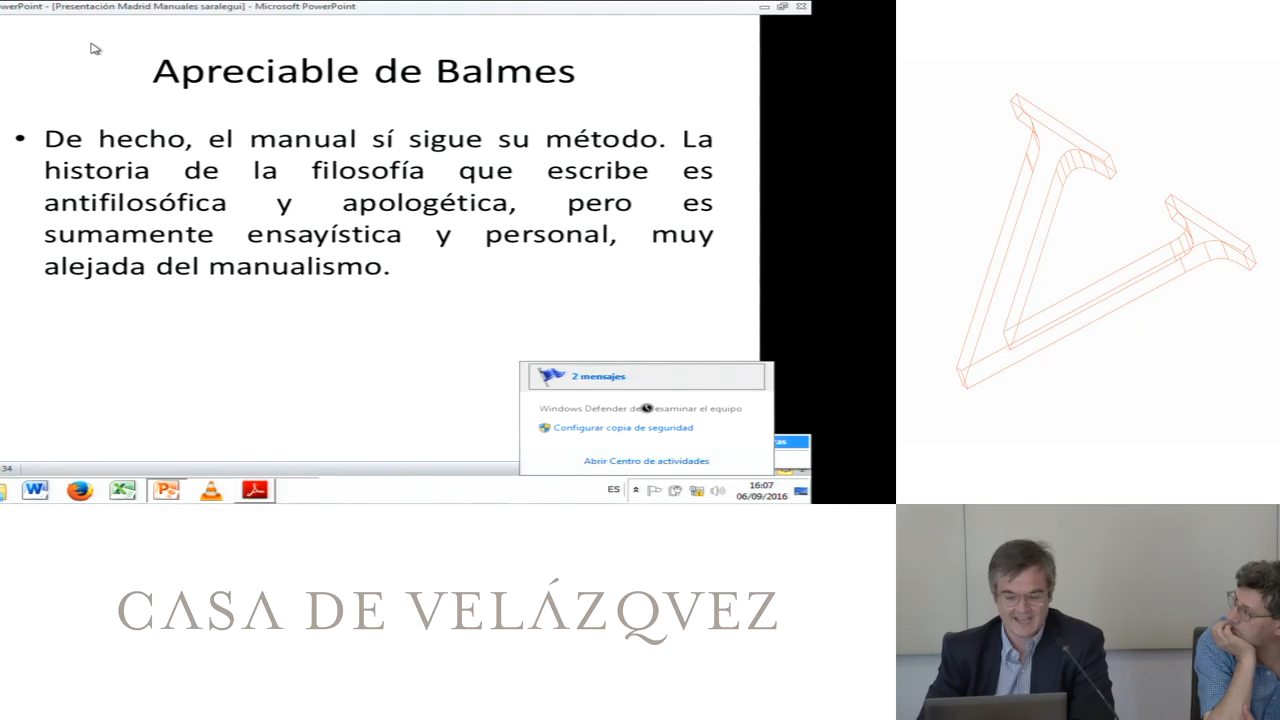 werPoint - [Presentación Madrid Manuales saralegui] - Microsoft PowerPoint
Apreciable de Balmes
• De hecho, el manual sí sigue su método. La
historia de la filosofía que escribe es
antifilosófica y apologética, pero es
sumamente ensayística y personal, muy
alejada del manualismo.
2 mensajes
Windows Defender de examinar el equipo
Configurar copia de seguridad
ras
Abrir Centro de actividades
34
ES
16:07
06/09/2016
CASA DE VELÁZQVEZ